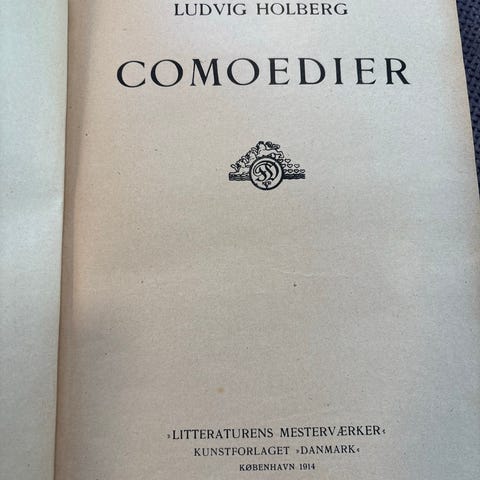 LUDVIG HOLBERG
COMOEDIER
»LITTERATURENS MESTERVÆRKER«
KUNSTFORLAGET »DANMARK«
KØBENHAVN 1914